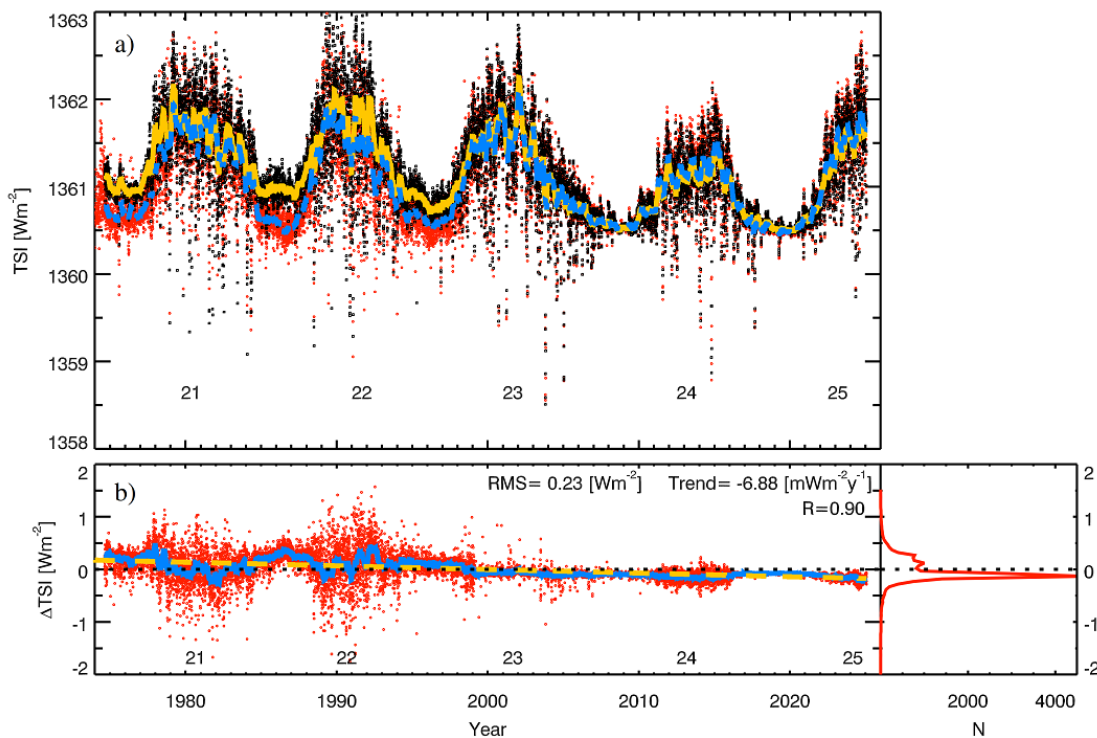 1363
a)
1362
1361
1360
1359
1358
TSI [Wm⁻²]
21 22 23 24 25
2
b)
RMS= 0.23 [Wm⁻²] Trend= -6.88 [mWm⁻²y⁻¹]
R=0.90
1
0
-1
-2
ΔTSI [Wm⁻²]
21 22 23 24 25
2
1
0
-1
-2
1980 1990 2000 2010 2020
Year
2000 4000
N